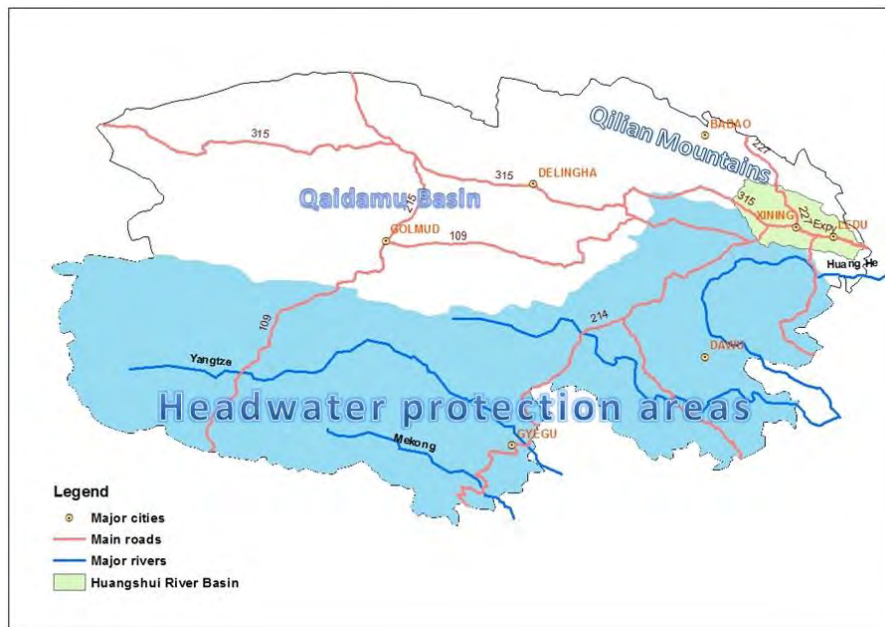 Qilian Mountains
BABAO
227
315
315
DELINGHA
Qaidamu Basin
215
315
XINING
227
Expy
LEDU
GOLMUD
109
Huang He
109
214
Yangtze
DAWU
Headwater protection areas
GYEGU
Mekong
Legend
Major cities
Main roads
Major rivers
Huangshui River Basin